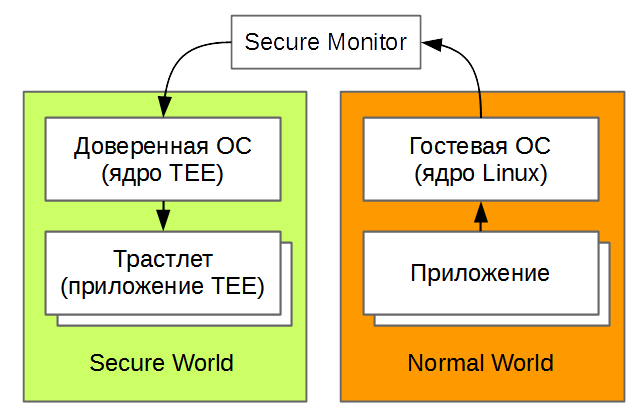 Secure Monitor
Доверенная ОС
(ядро TEE)
Трастлет
(приложение TEE)
Secure World
Гостевая ОС
(ядро Linux)
Приложение
Normal World